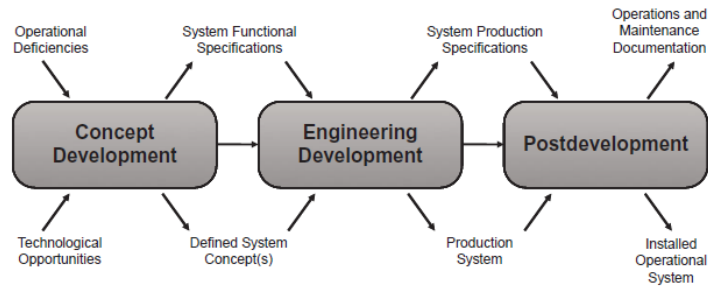 Operational
Deficiencies
System Functional
Specifications
System Production
Specifications
Operations and
Maintenance
Documentation
Concept
Development
Engineering
Development
Postdevelopment
Technological
Opportunities
Defined System
Concept(s)
Production
System
Installed
Operational
System